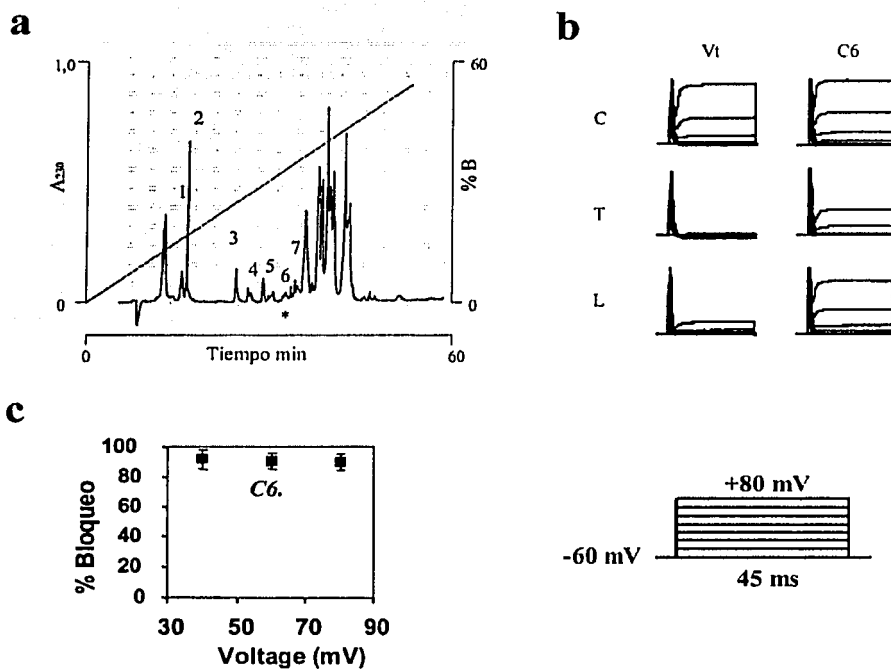 a
1,0
60
2
1
A230
% B
3
4
5
6
7
*
0
0
0
Tiempo min
60
b
Vt
C6
C
T
L
c
100
80
60
40
20
0
% Bloqueo
C6.
30
50
70
90
Voltage (mV)
+80 mV
-60 mV
45 ms